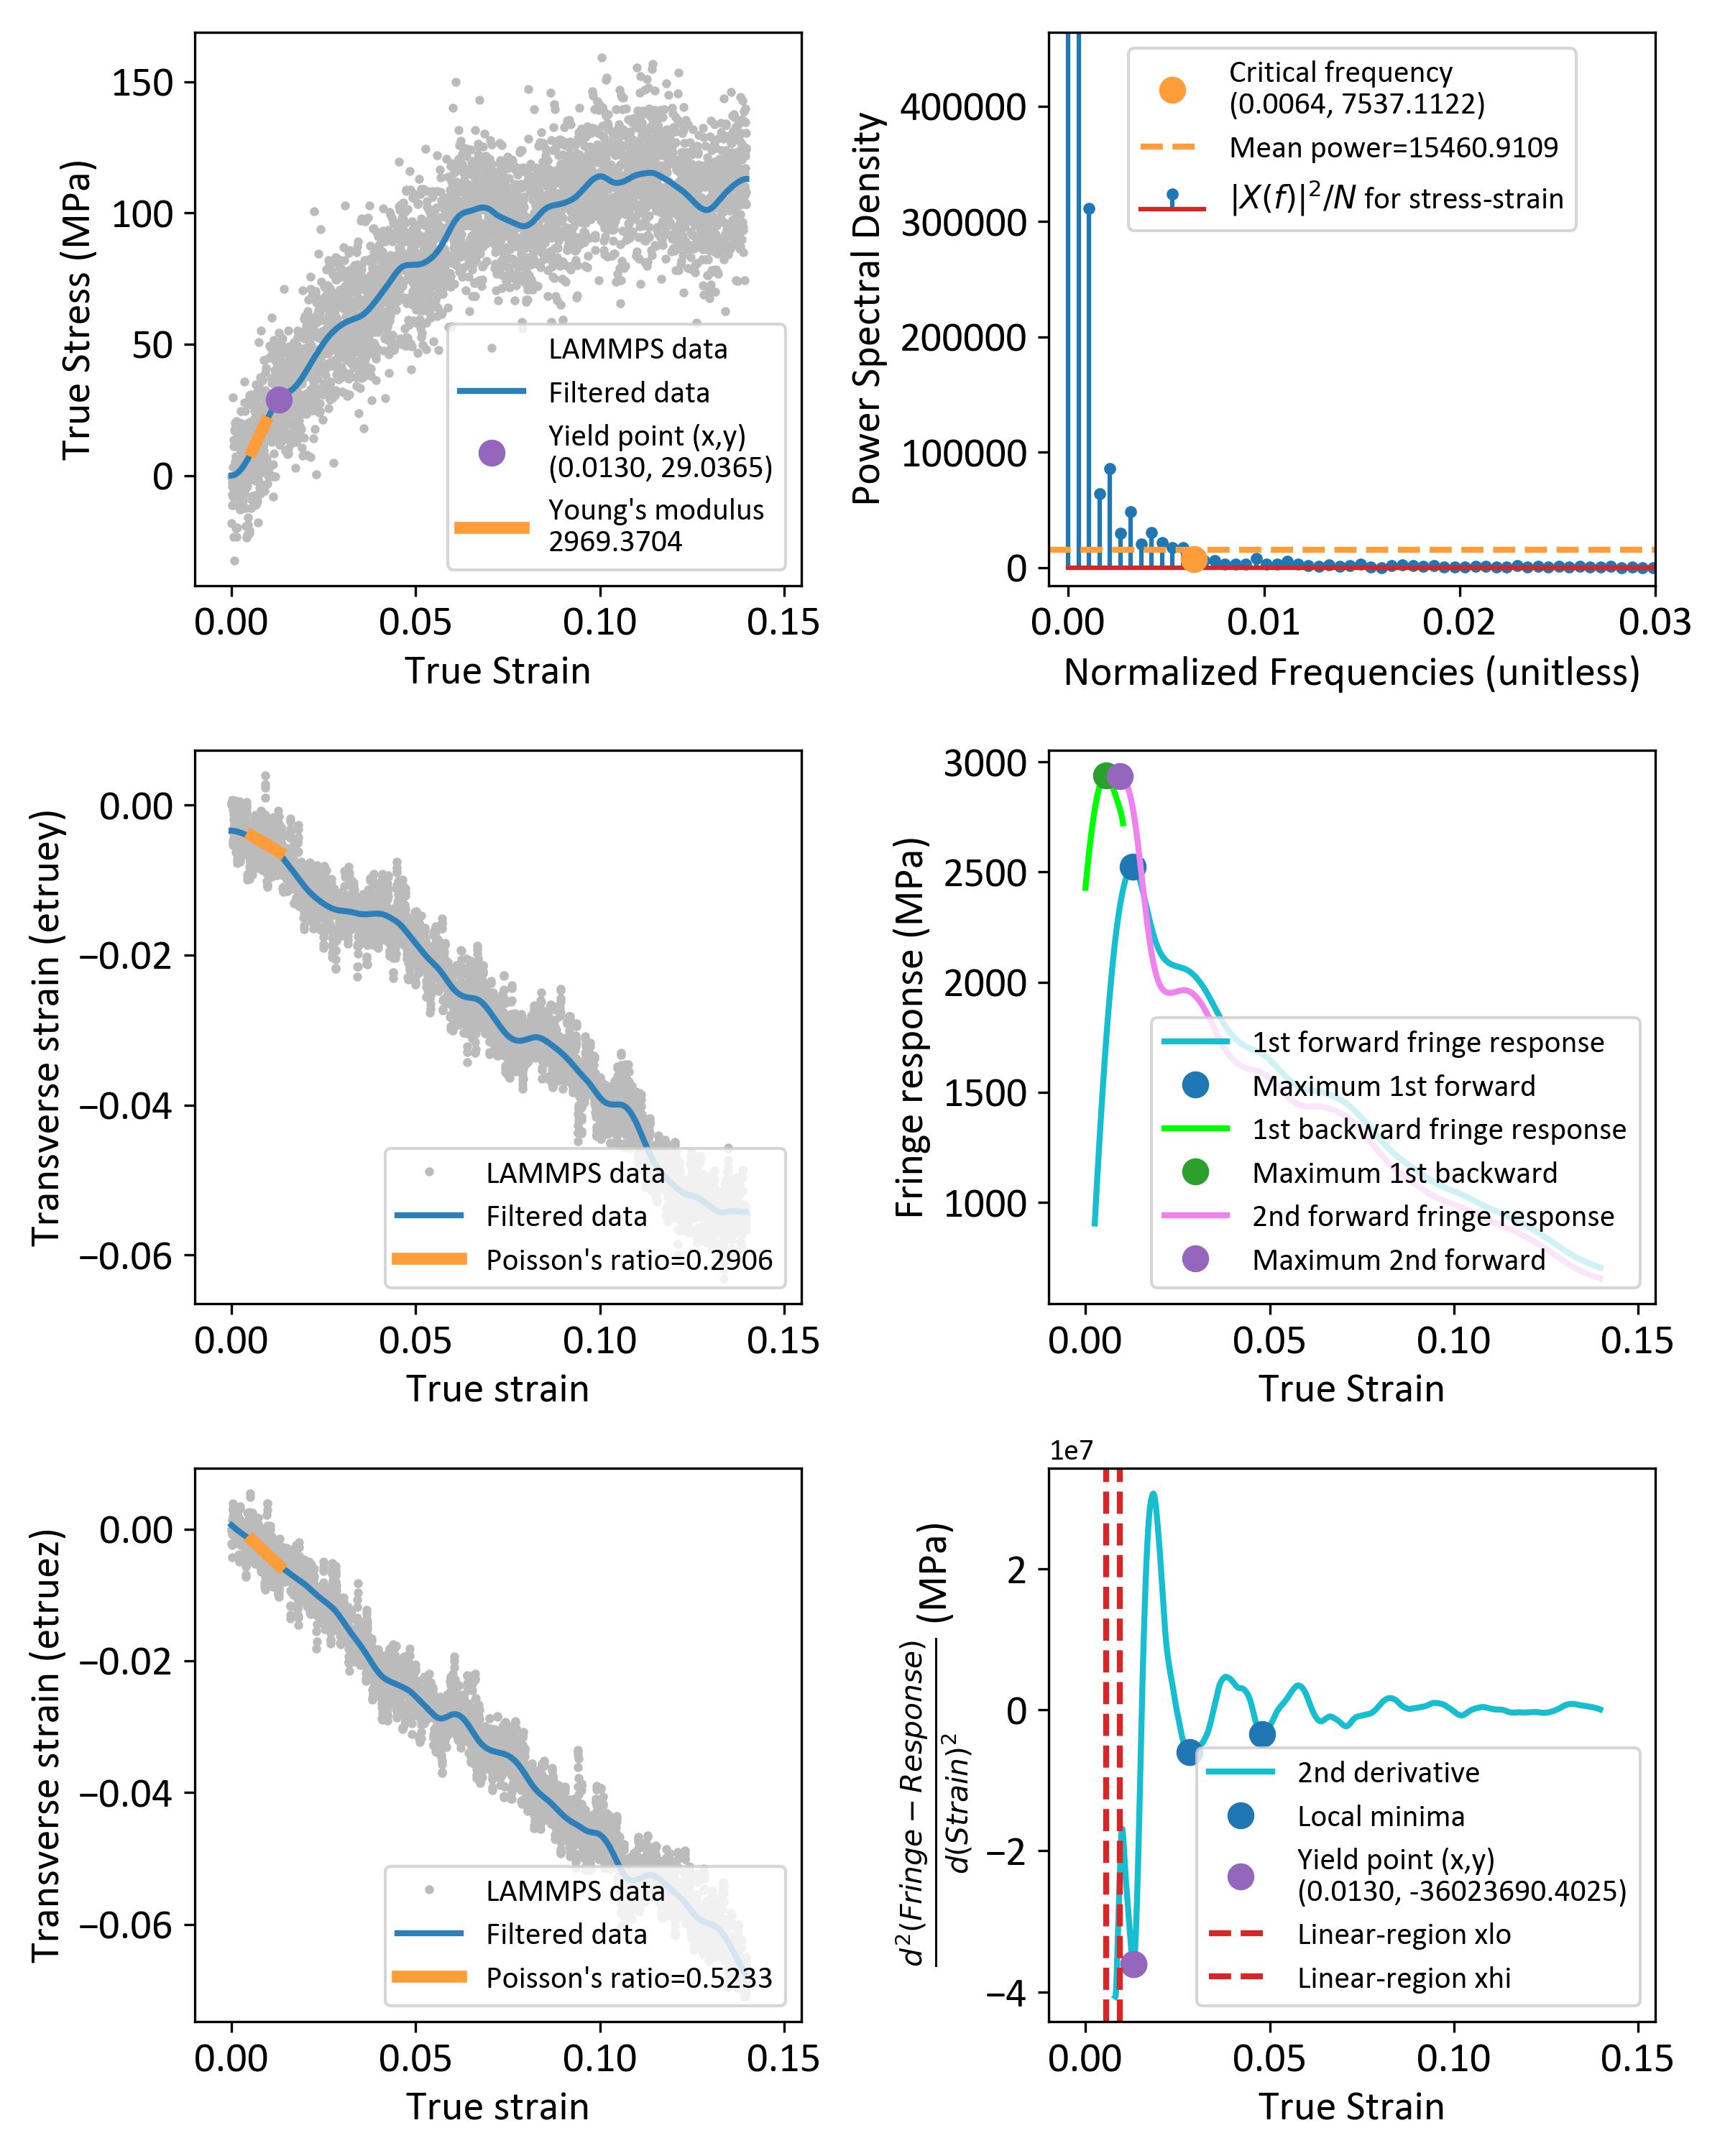 150
100
50
0
True Stress (MPa)
0.00 0.05 0.10 0.15
True Strain
LAMMPS data
Filtered data
Yield point (x,y)
(0.0130, 29.0365)
Young's modulus
2969.3704
400000
300000
200000
100000
0
Power Spectral Density
0.00 0.01 0.02 0.03
Normalized Frequencies (unitless)
Critical frequency
(0.0064, 7537.1122)
Mean power=15460.9109
|X(f)|²/N for stress-strain
0.00
−0.02
−0.04
−0.06
Transverse strain (etruey)
0.00 0.05 0.10 0.15
True strain
LAMMPS data
Filtered data
Poisson's ratio=0.2906
3000
2500
2000
1500
1000
Fringe response (MPa)
0.00 0.05 0.10 0.15
True Strain
1st forward fringe response
Maximum 1st forward
1st backward fringe response
Maximum 1st backward
2nd forward fringe response
Maximum 2nd forward
0.00
−0.02
−0.04
−0.06
Transverse strain (etruez)
0.00 0.05 0.10 0.15
True strain
LAMMPS data
Filtered data
Poisson's ratio=0.5233
1e7
2
0
−2
−4
d²(Fringe − Response)
d(Strain)²
(MPa)
0.00 0.05 0.10 0.15
True Strain
2nd derivative
Local minima
Yield point (x,y)
(0.0130, -36023690.4025)
Linear-region xlo
Linear-region xhi